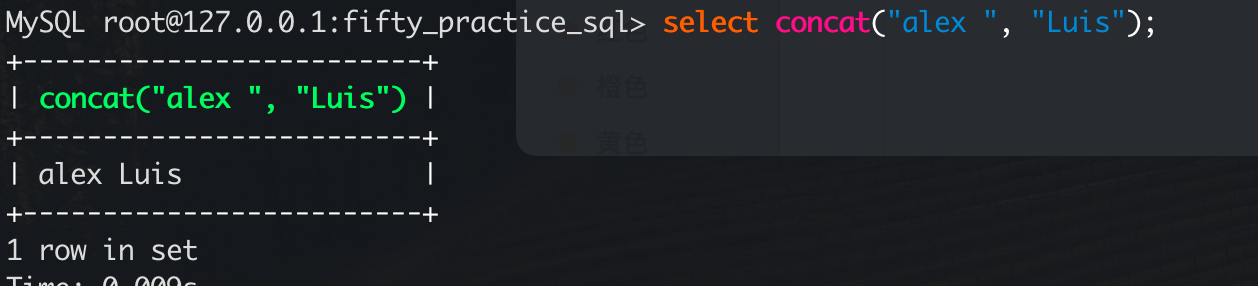 MySQL root@127.0.0.1:fifty_practice_sql> select concat("alex ", "Luis");
+-------------------------+
| concat("alex ", "Luis") |
+-------------------------+
| alex Luis               |
+-------------------------+
1 row in set
Time: 0.009s
橙色
黄色